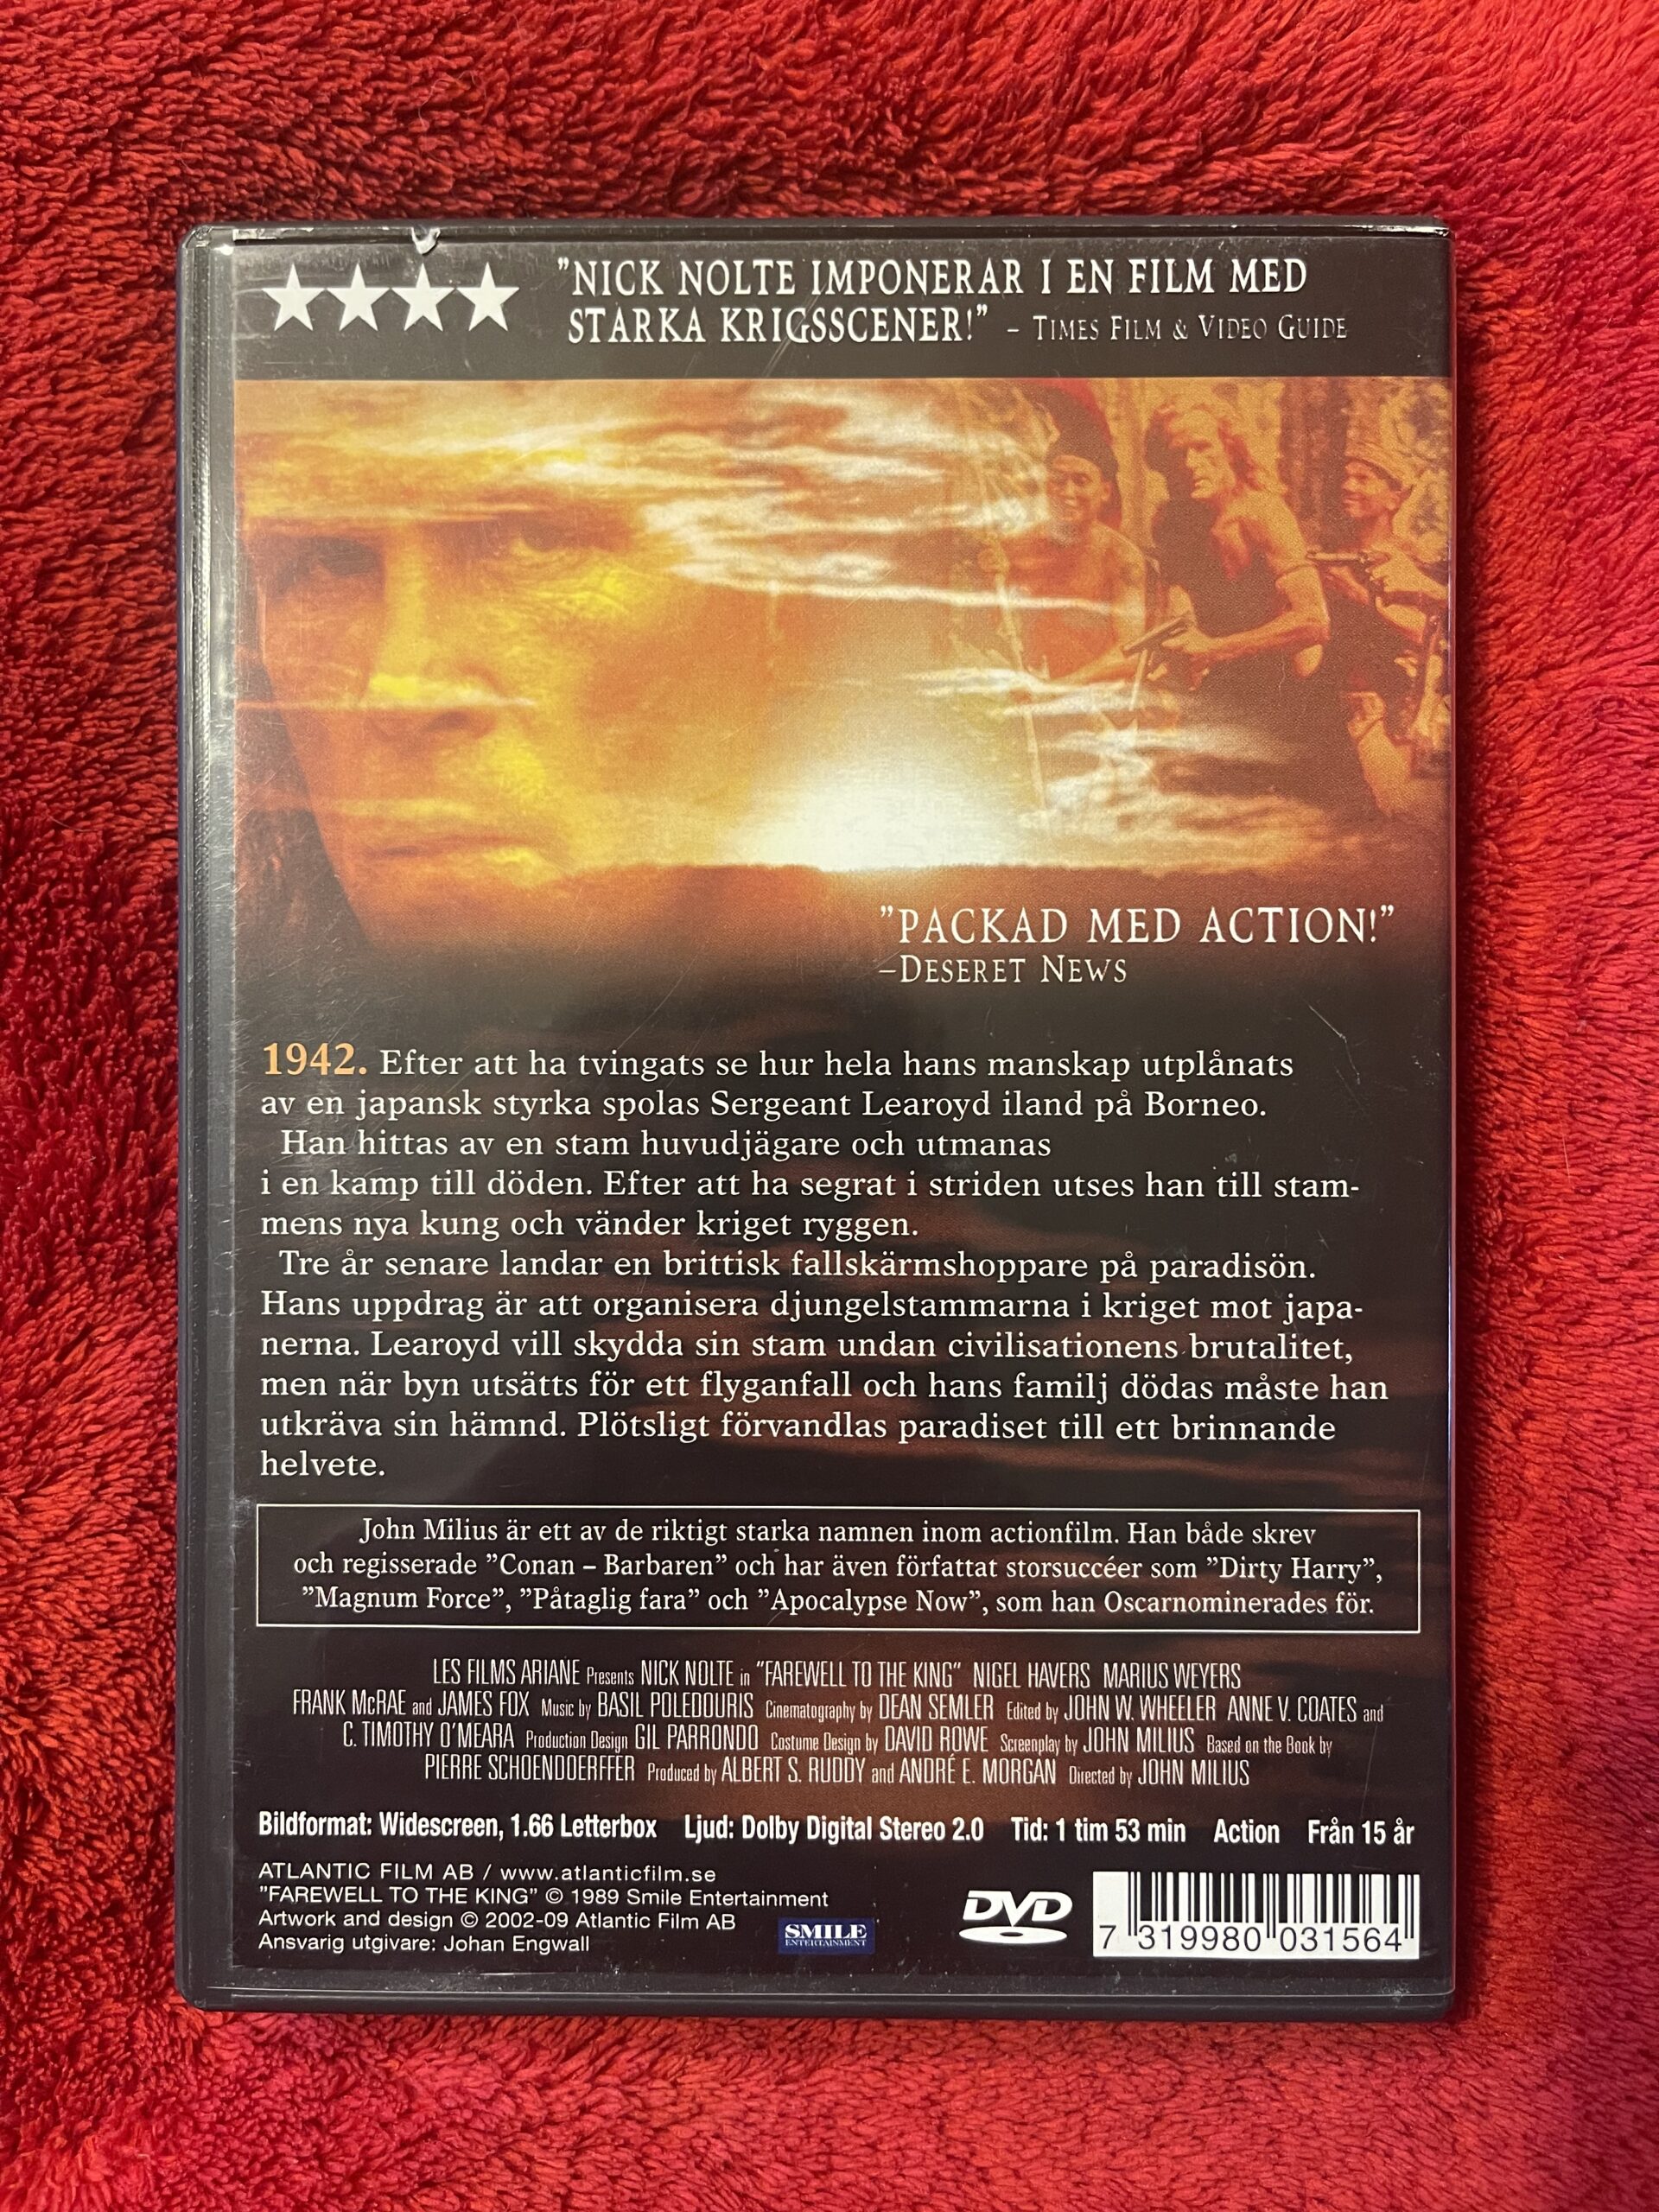 ”NICK NOLTE IMPONERAR I EN FILM MED
STARKA KRIGSSCENER!” – TIMES FILM & VIDEO GUIDE
”PACKAD MED ACTION!”
–DESERET NEWS
1942. Efter att ha tvingats se hur hela hans manskap utplånats
av en japansk styrka spolas Sergeant Learoyd iland på Borneo.
Han hittas av en stam huvudjägare och utmanas
i en kamp till döden. Efter att ha segrat i striden utses han till stam-
mens nya kung och vänder kriget ryggen.
Tre år senare landar en brittisk fallskärmshoppare på paradisön.
Hans uppdrag är att organisera djungelstammarna i kriget mot japa-
nerna. Learoyd vill skydda sin stam undan civilisationens brutalitet,
men när byn utsätts för ett flyganfall och hans familj dödas måste han
utkräva sin hämnd. Plötsligt förvandlas paradiset till ett brinnande
helvete.
John Milius är ett av de riktigt starka namnen inom actionfilm. Han både skrev
och regisserade ”Conan – Barbaren” och har även författat storsuccéer som ”Dirty Harry”,
”Magnum Force”, ”Påtaglig fara” och ”Apocalypse Now”, som han Oscarnominerades för.
LES FILMS ARIANE Presents NICK NOLTE in “FAREWELL TO THE KING“ NIGEL HAVERS MARIUS WEYERS
FRANK McRAE and JAMES FOX Music by BASIL POLEDOURIS Cinematography by DEAN SEMLER Edited by JOHN W. WHEELER ANNE V. COATES and
C. TIMOTHY O’MEARA Production Design GIL PARRONDO Costume Design by DAVID ROWE Screenplay by JOHN MILIUS Based on the Book by
PIERRE SCHOENDOERFFER Produced by ALBERT S. RUDDY and ANDRÉ E. MORGAN Directed by JOHN MILIUS
Bildformat: Widescreen, 1.66 Letterbox Ljud: Dolby Digital Stereo 2.0 Tid: 1 tim 53 min Action Från 15 år
ATLANTIC FILM AB / www.atlanticfilm.se
”FAREWELL TO THE KING” © 1989 Smile Entertainment
Artwork and design © 2002-09 Atlantic Film AB
Ansvarig utgivare: Johan Engwall
SMILE
ENTERTAINMENT
DVD
7 319980 031564